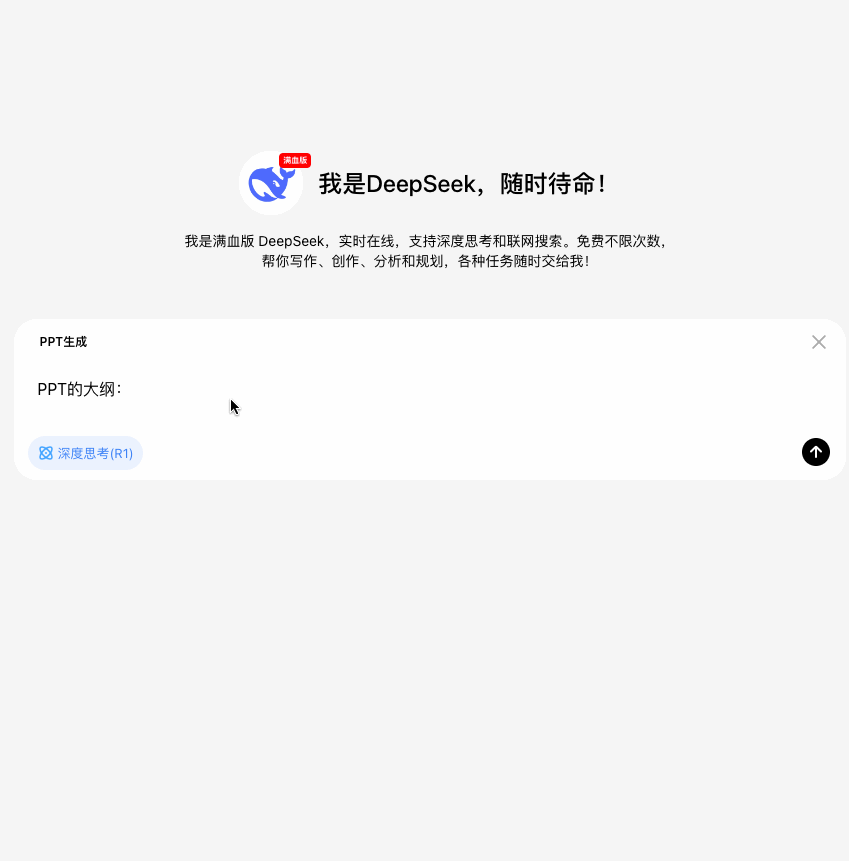 满血版
我是DeepSeek，随时待命！
我是满血版 DeepSeek，实时在线，支持深度思考和联网搜索。免费不限次数，
帮你写作、创作、分析和规划，各种任务随时交给我！
PPT生成
PPT的大纲：
深度思考(R1)